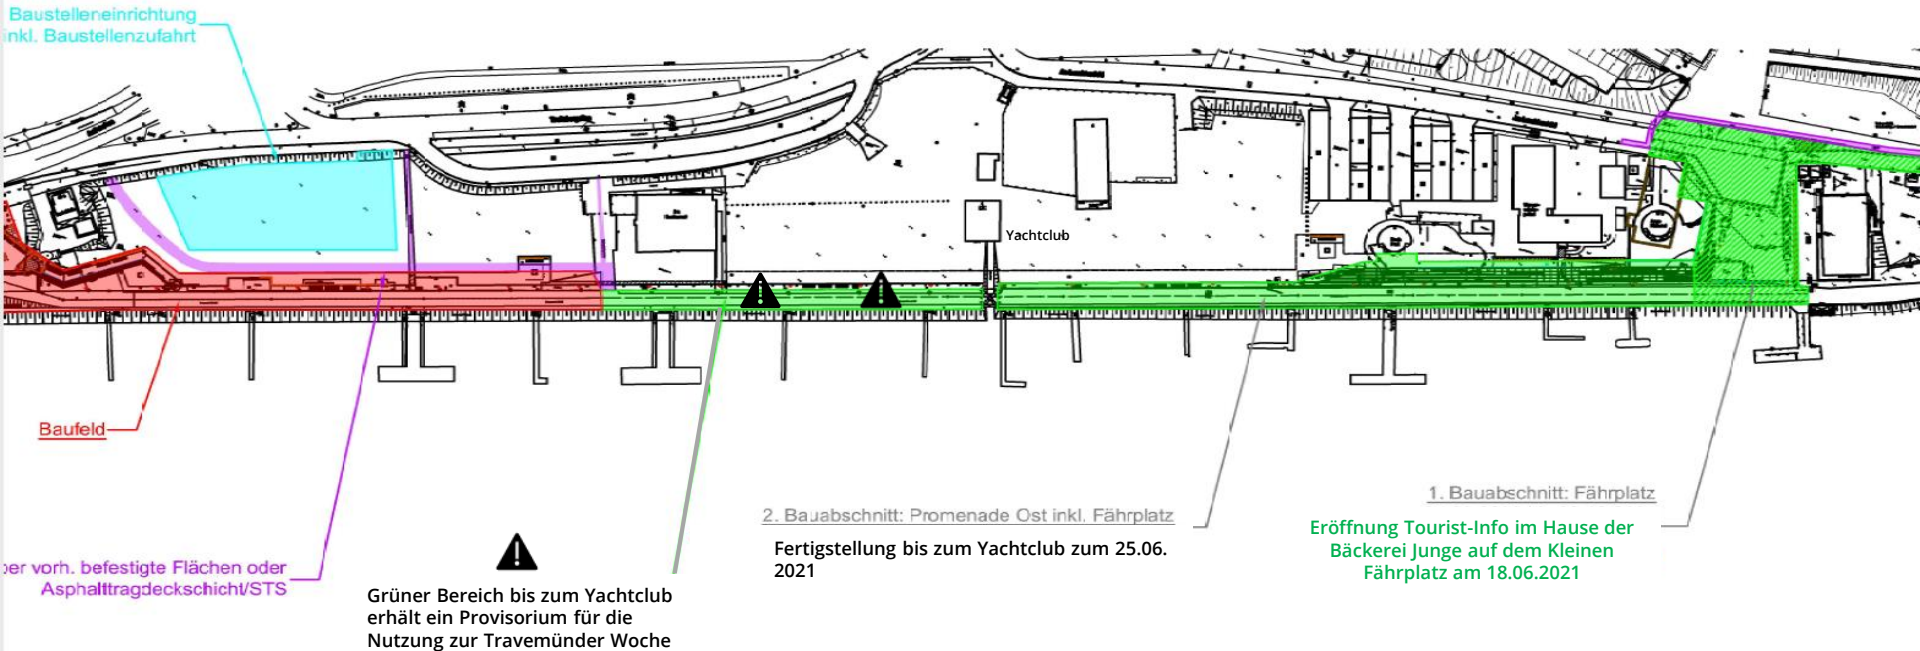 Baustelleneinrichtung
inkl. Baustellenzufahrt
Yachtclub
Baufeld
1. Bauabschnitt: Fährplatz
2. Bauabschnitt: Promenade Ost inkl. Fährplatz
Eröffnung Tourist-Info im Hause der
Bäckerei Junge auf dem Kleinen
Fährplatz am 18.06.2021
Fertigstellung bis zum Yachtclub zum 25.06.
2021
vorh. befestigte Flächen oder
Asphalttragdeckschicht/STS
Grüner Bereich bis zum Yachtclub
erhält ein Provisorium für die
Nutzung zur Travemünder Woche